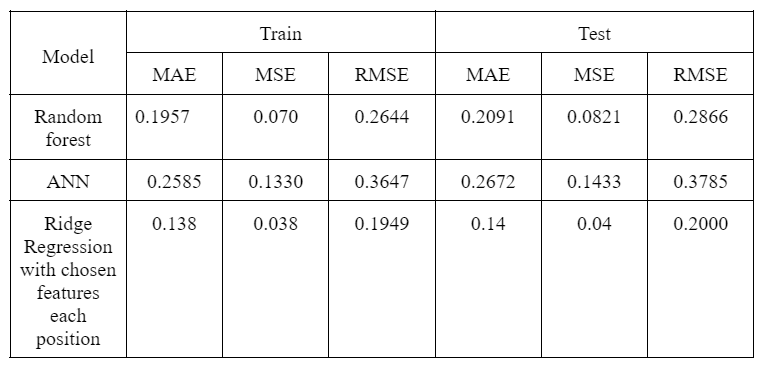 Model Train Test
MAE MSE RMSE MAE MSE RMSE
Random
forest
0.1957 0.070 0.2644 0.2091 0.0821 0.2866
ANN 0.2585 0.1330 0.3647 0.2672 0.1433 0.3785
Ridge
Regression
with chosen
features
each
position
0.138 0.038 0.1949 0.14 0.04 0.2000